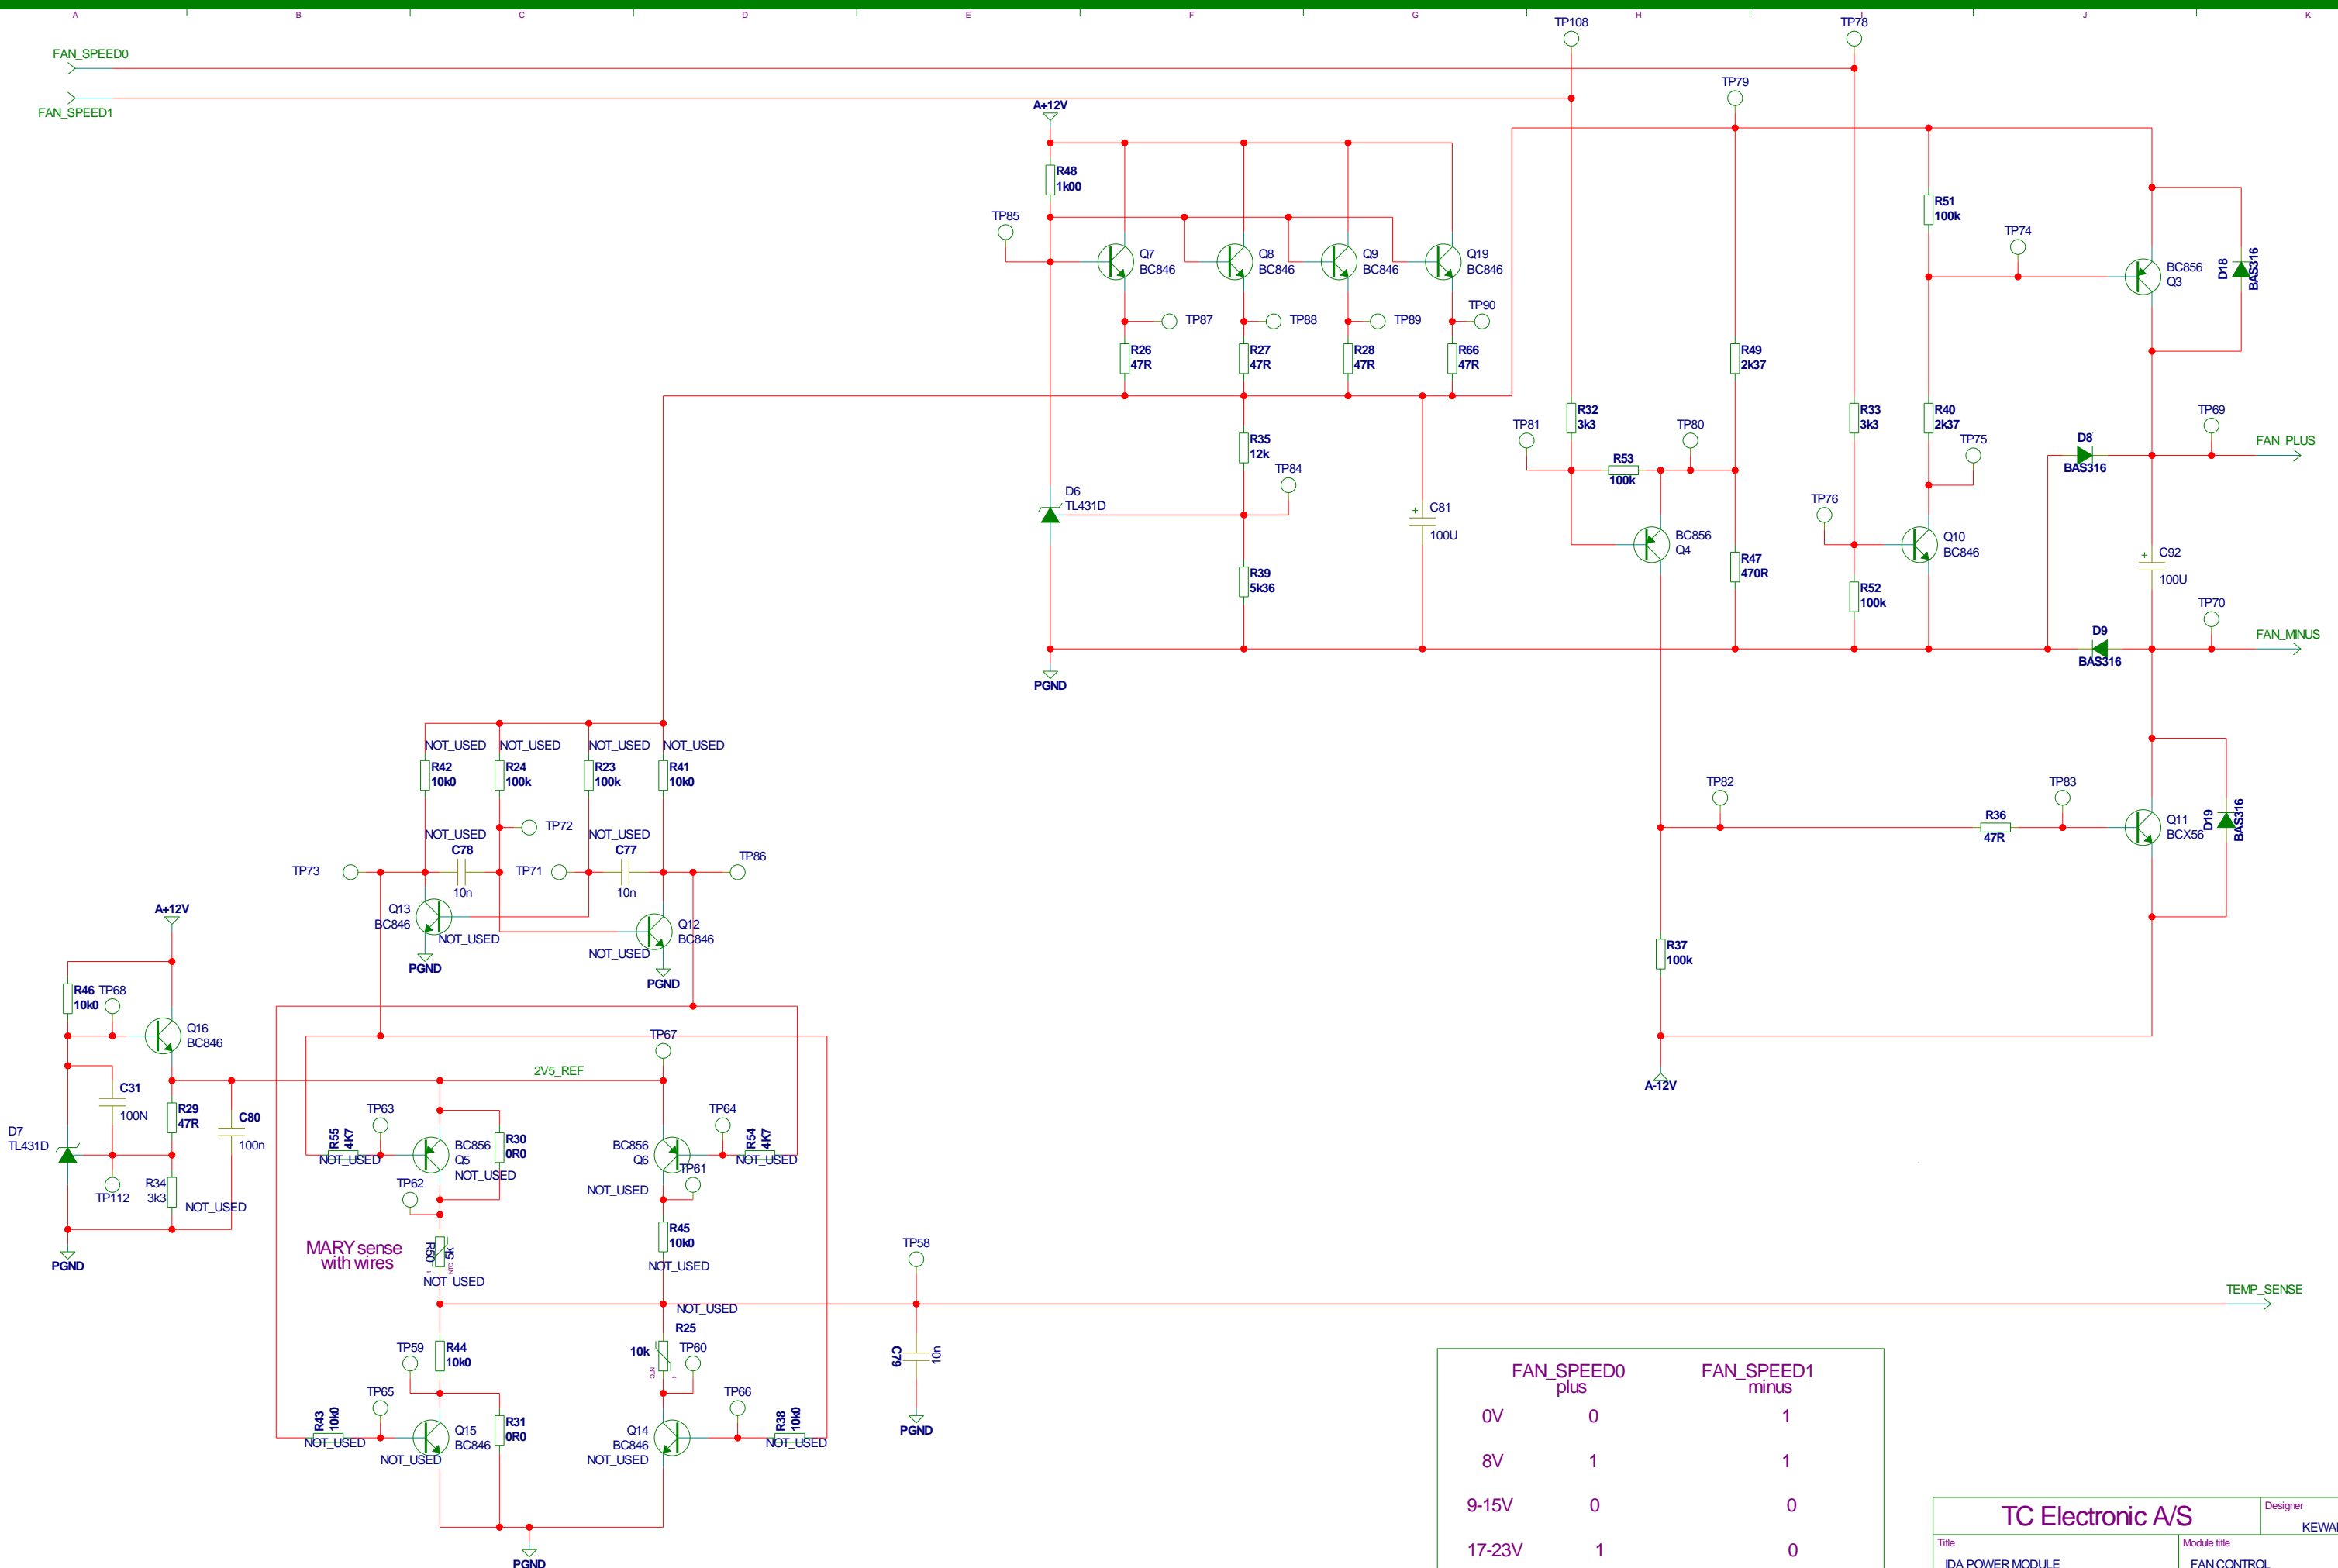 A B C D E F G H J K
FAN_SPEED0
FAN_SPEED1
TP108
TP78
TP79
A+12V
R48
1k00
TP85
Q7
BC846
Q8
BC846
Q9
BC846
Q19
BC846
TP87
TP88
TP89
TP90
R26
47R
R27
47R
R28
47R
R66
47R
R51
100k
TP74
BC856
Q3
D18
BAS316
R49
2k37
R35
12k
TP84
D6
TL431D
C81
+
100U
R39
5k36
PGND
TP81
R32
3k3
R53
100k
TP80
BC856
Q4
R47
470R
R33
3k3
R40
2k37
TP75
TP76
Q10
BC846
R52
100k
D8
BAS316
TP69
FAN_PLUS
C92
+
100U
TP70
D9
BAS316
FAN_MINUS
NOT_USED NOT_USED NOT_USED NOT_USED
R42
10k0
R24
100k
R23
100k
R41
10k0
TP72
NOT_USED
C78
10n
NOT_USED
C77
10n
TP73
TP71
TP86
Q13
BC846
NOT_USED
PGND
Q12
BC846
NOT_USED
PGND
TP82
TP83
R36
47R
Q11
BCX56
D19
BAS316
R37
100k
A-12V
A+12V
R46
10k0
TP68
Q16
BC846
C31
100N
R29
47R
C80
100n
D7
TL431D
TP112
R34
3k3
NOT_USED
PGND
2V5_REF
TP67
TP63
R55
4K7
NOT_USED
BC856
Q5
NOT_USED
R30
0R0
TP62
TP64
R54
4K7
NOT_USED
BC856
Q6
TP61
NOT_USED
MARY sense
with wires
R50
5k
NTC
NOT_USED
R45
10k0
NOT_USED
TP58
TEMP_SENSE
NOT_USED
R25
10k
NTC
TP60
C79
10n
PGND
TP59
R44
10k0
TP65
R43
10k0
NOT_USED
Q15
BC846
NOT_USED
R31
0R0
TP66
R38
10k0
NOT_USED
Q14
BC846
NOT_USED
PGND
FAN_SPEED0 FAN_SPEED1
plus minus
0V 0 1
8V 1 1
9-15V 0 0
17-23V 1 0
TC Electronic A/S
Designer
Title
Module title
IDA POWER MODULE
FAN CONTROL